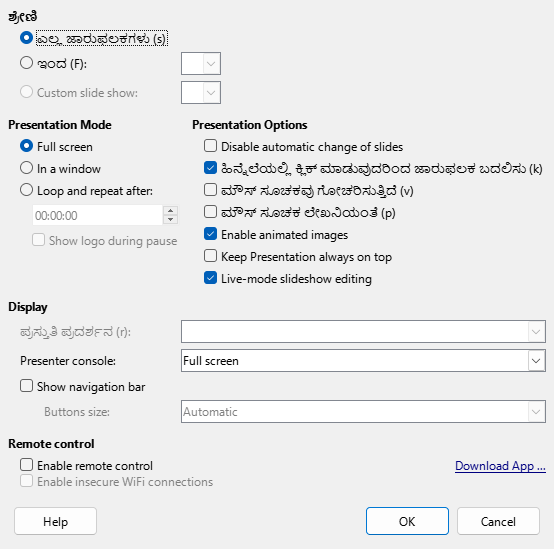 ಶ್ರೇಣಿ
ಎಲ್ಲ ಜಾರುಫಲಕಗಳು (s)
ಇಂದ (F):
Custom slide show:
Presentation Mode
Full screen
In a window
Loop and repeat after:
00:00:00
Show logo during pause
Presentation Options
Disable automatic change of slides
ಹಿನ್ನೆಲೆಯಲ್ಲಿ ಕ್ಲಿಕ್ ಮಾಡುವುದರಿಂದ ಜಾರುಫಲಕ ಬದಲಿಸು (k)
ಮೌಸ್ ಸೂಚಕವು ಗೋಚರಿಸುತ್ತಿದೆ (v)
ಮೌಸ್ ಸೂಚಕ ಲೇಖನಿಯಂತೆ (p)
Enable animated images
Keep Presentation always on top
Live-mode slideshow editing
Display
ಪ್ರಸ್ತುತಿ ಪ್ರದರ್ಶನ (r):
Presenter console:
Full screen
Show navigation bar
Buttons size:
Automatic
Remote control
Enable remote control
Download App ...
Enable insecure WiFi connections
Help
OK
Cancel